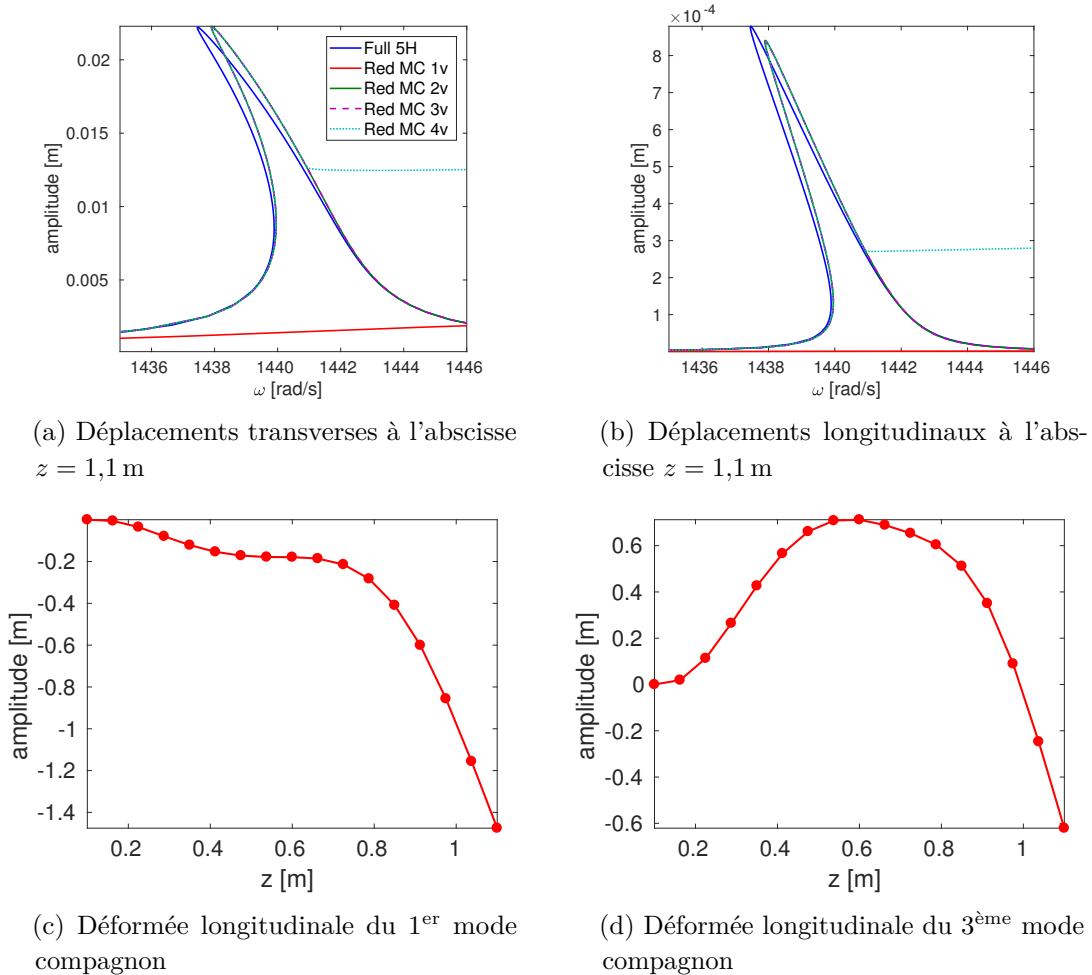 0.02
0.015
0.01
0.005
amplitude [m]
1436 1438 1440 1442 1444 1446
ω [rad/s]
Full 5H
Red MC 1v
Red MC 2v
Red MC 3v
Red MC 4v
×10⁻⁴
8
7
6
5
4
3
2
1
amplitude [m]
1436 1438 1440 1442 1444 1446
ω [rad/s]
(a) Déplacements transverses à l'abscisse
z = 1,1 m
(b) Déplacements longitudinaux à l'abs-
cisse z = 1,1 m
-0.2
-0.4
-0.6
-0.8
-1
-1.2
-1.4
amplitude [m]
0.2 0.4 0.6 0.8 1
z [m]
0.6
0.4
0.2
0
-0.2
-0.4
-0.6
amplitude [m]
0.2 0.4 0.6 0.8 1
z [m]
(c) Déformée longitudinale du 1er mode
compagnon
(d) Déformée longitudinale du 3ème mode
compagnon